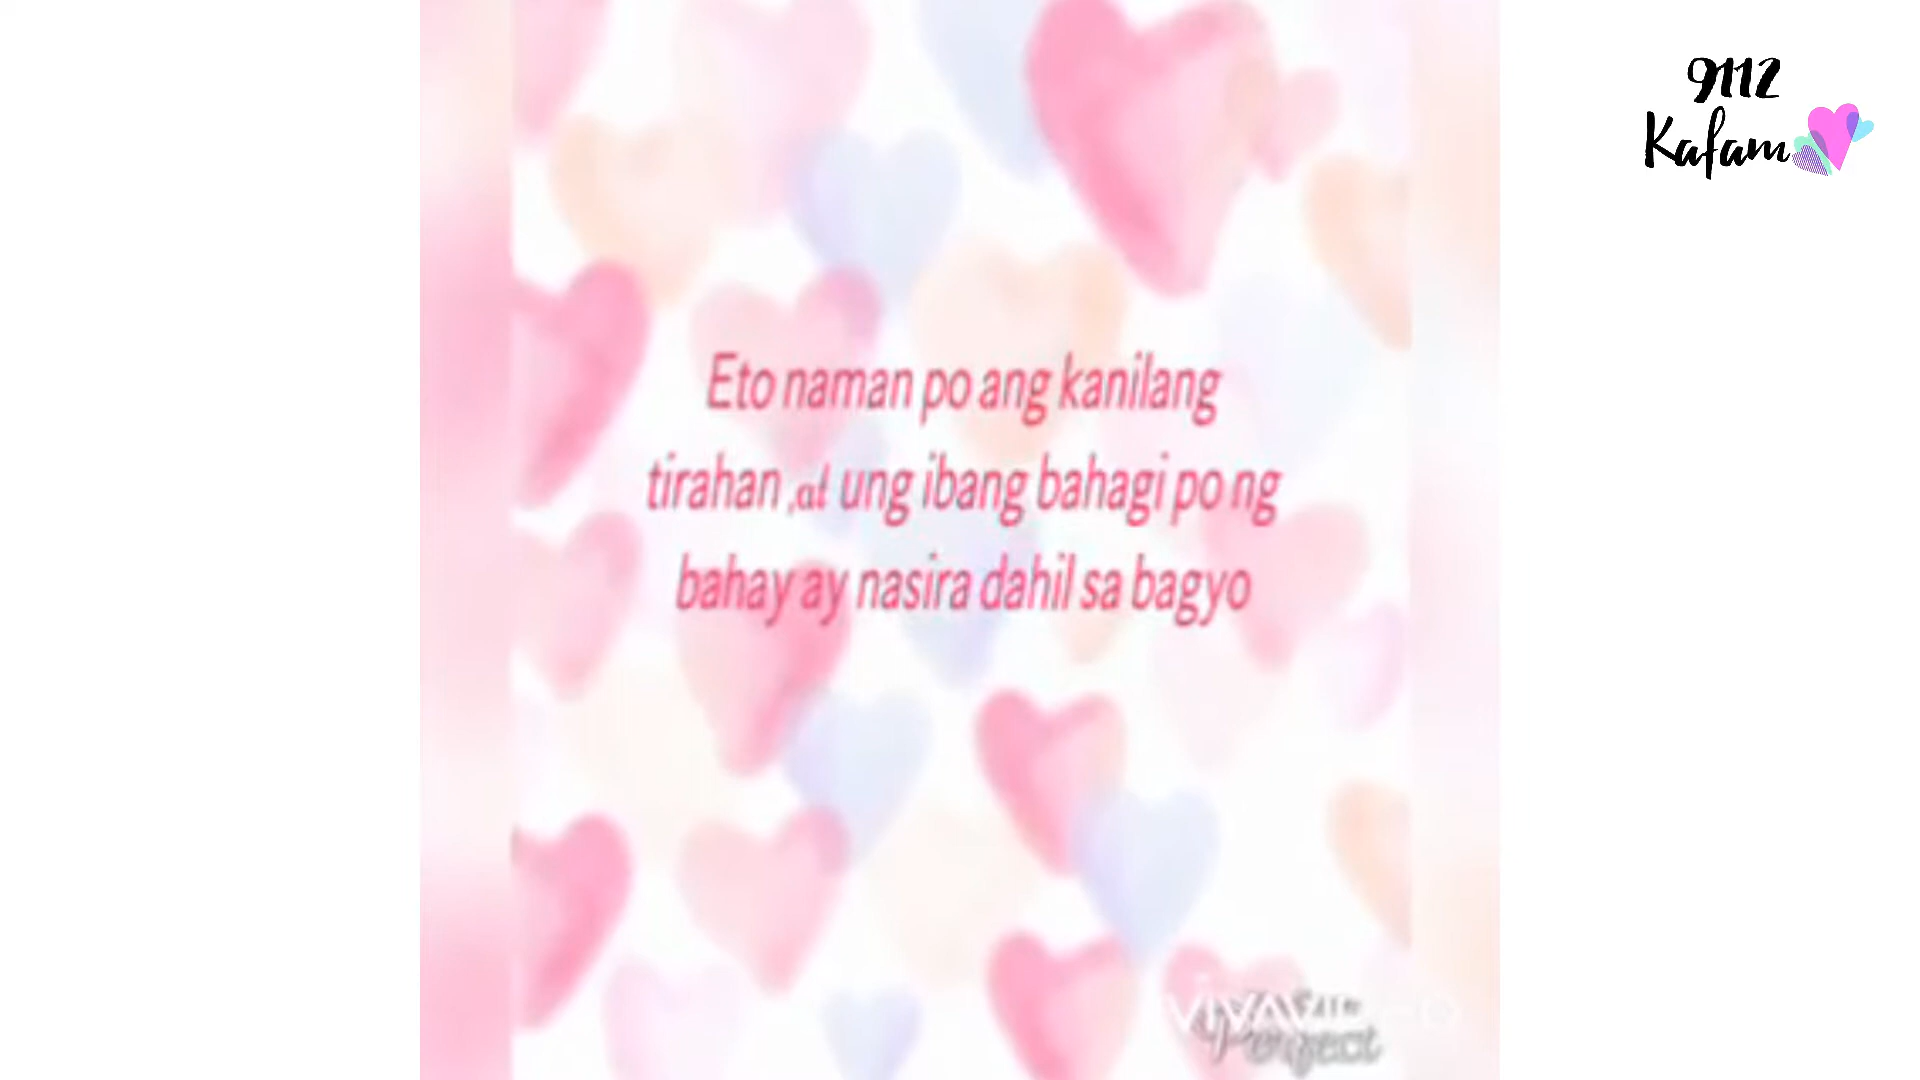 9112
Kafam
Eto naman po ang kanilang
tirahan ,at ung ibang bahagi po ng
bahay ay nasira dahil sa bagyo
VIVAVIDEO